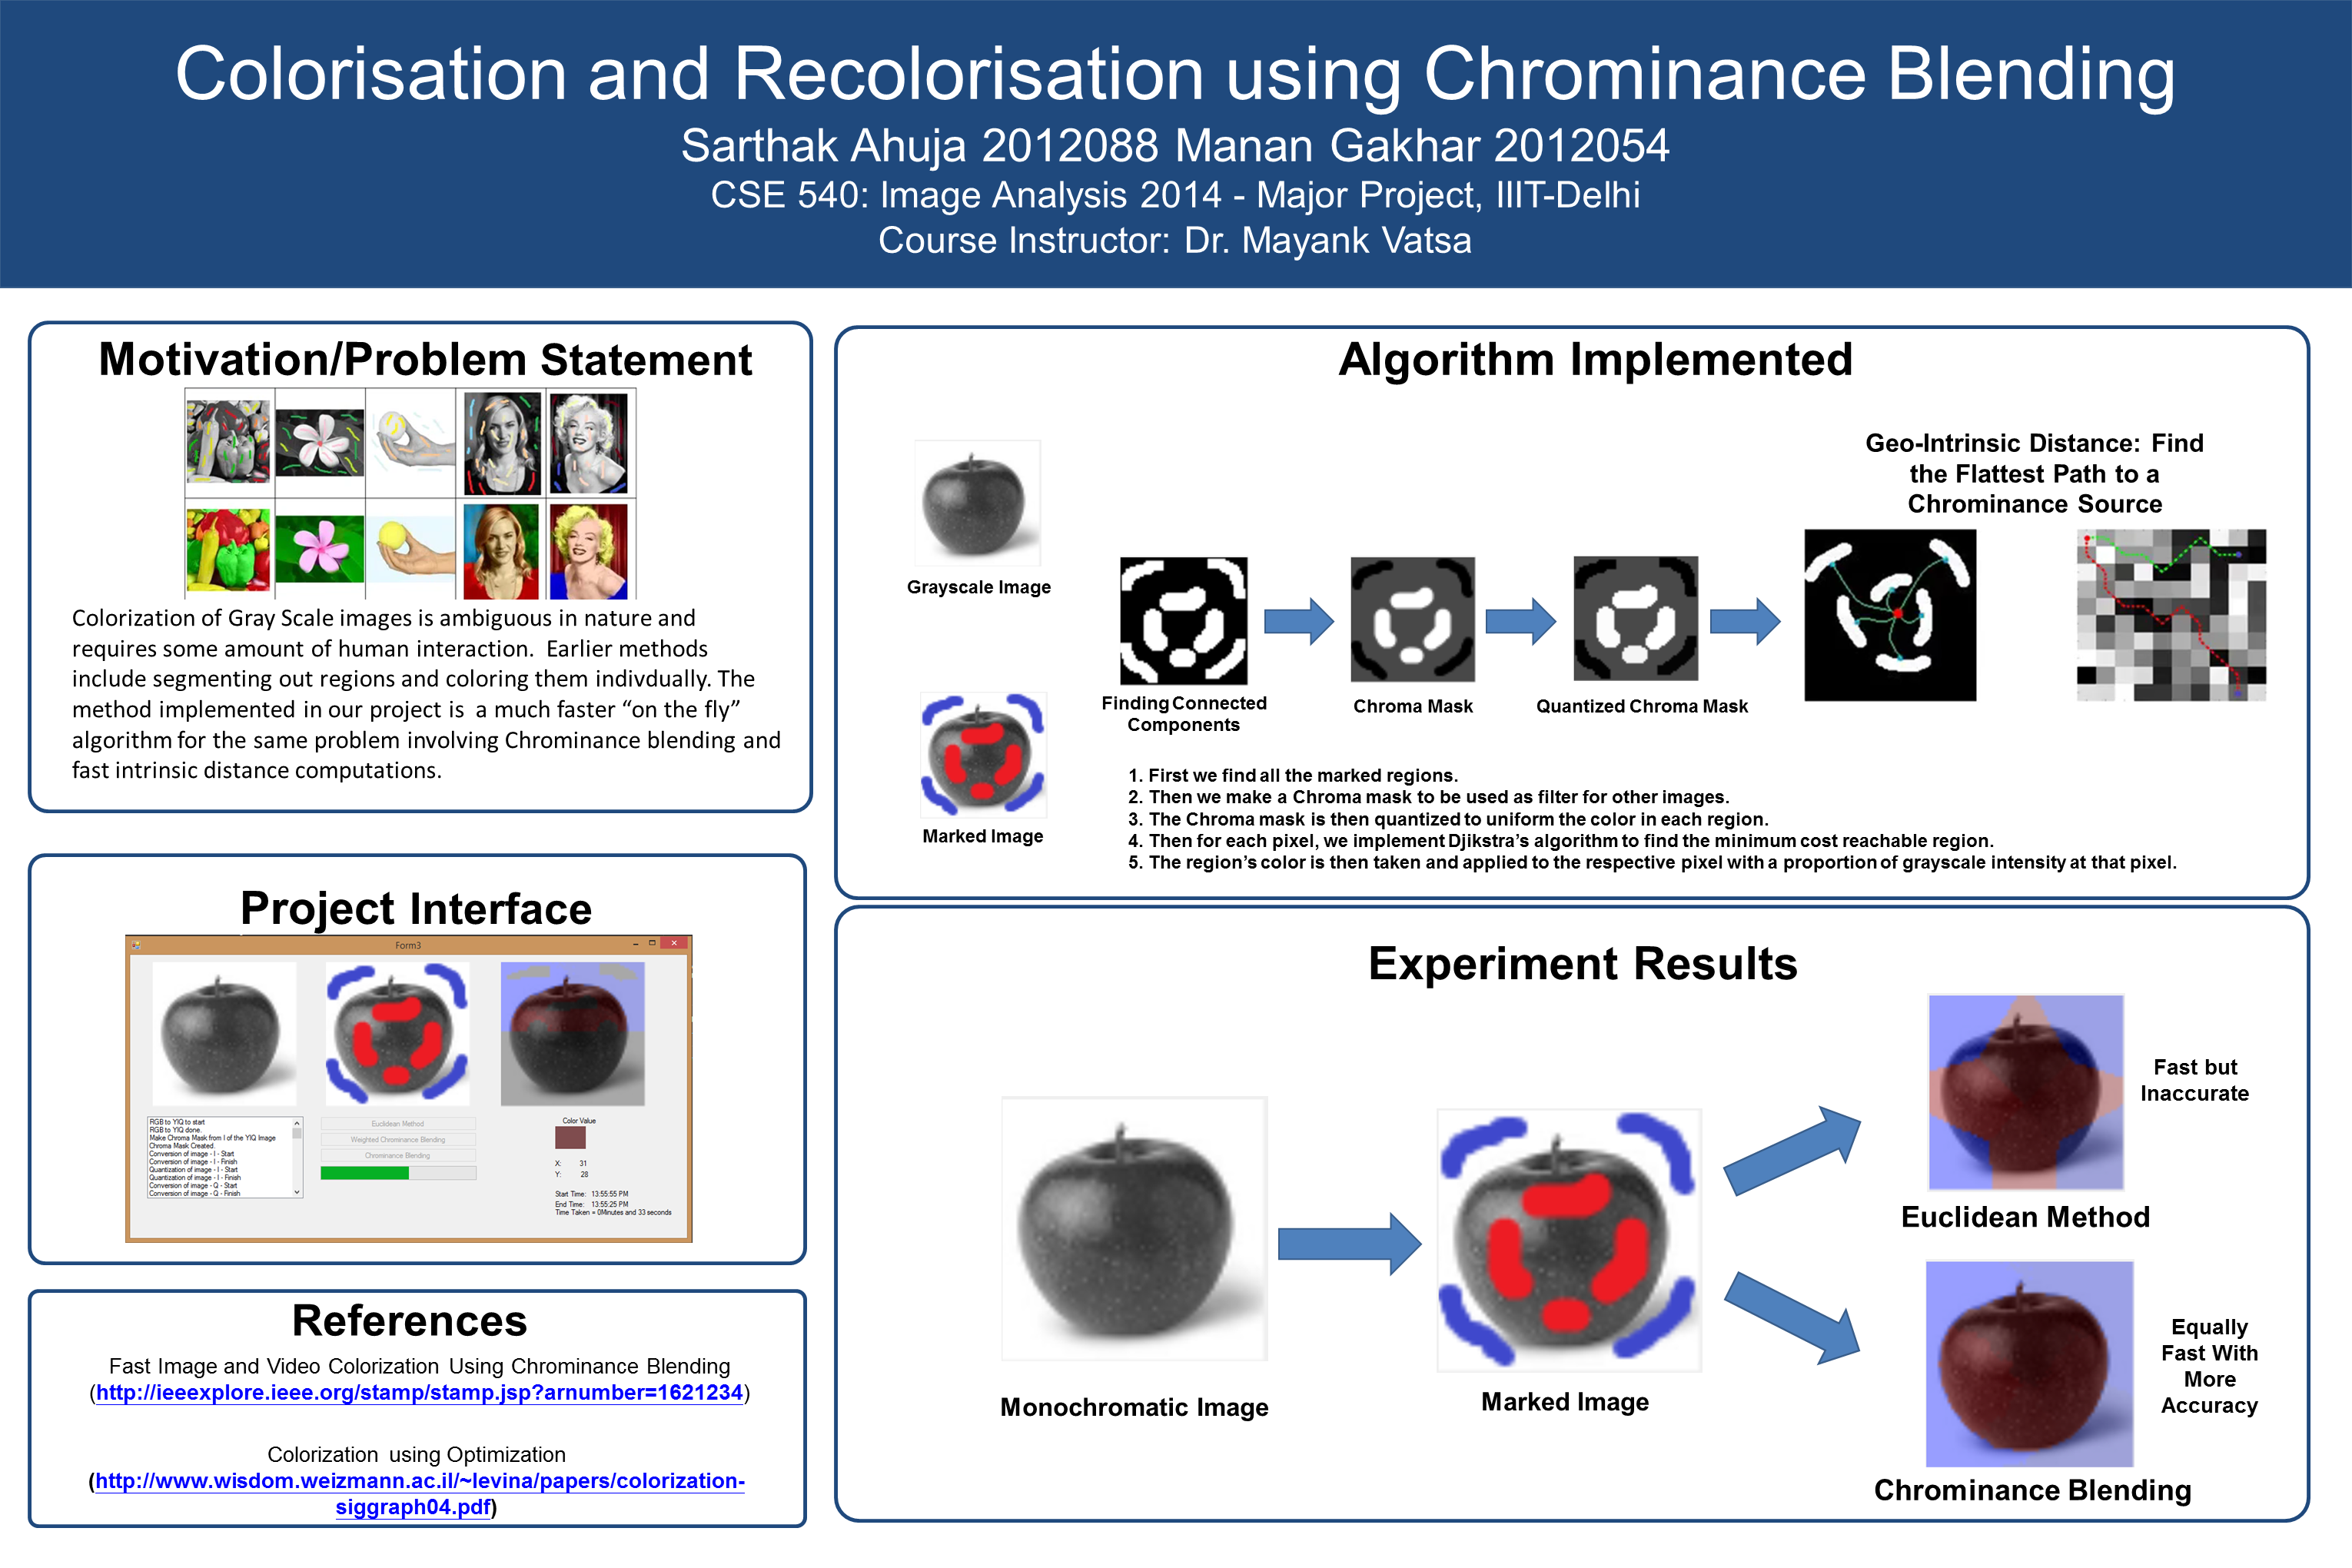 Colorisation and Recolorisation using Chrominance Blending
Sarthak Ahuja 2012088 Manan Gakhar 2012054
CSE 540: Image Analysis 2014 - Major Project, IIIT-Delhi
Course Instructor: Dr. Mayank Vatsa
Motivation/Problem Statement
Colorization of Gray Scale images is ambiguous in nature and
requires some amount of human interaction. Earlier methods
include segmenting out regions and coloring them indivdually. The
method implemented in our project is a much faster “on the fly”
algorithm for the same problem involving Chrominance blending and
fast intrinsic distance computations.
Project Interface
Form3
RGB to YIQ to start
RGB to YIQ done.
Make Chroma Mask from I of the YIQ Image
Chroma Mask Created.
Conversion of image - I - Start
Conversion of image - I - Finish
Quantization of image - I - Start
Quantization of image - I - Finish
Conversion of image - Q - Start
Conversion of image - Q - Finish
Euclidean Method
Weighted Chrominance Blending
Chrominance Blending
Color Value
X: 31
Y: 28
Start Time: 13:55:55 PM
End Time: 13:55:25 PM
Time Taken = 0Minutes and 33 seconds
References
Fast Image and Video Colorization Using Chrominance Blending
(http://ieeexplore.ieee.org/stamp/stamp.jsp?arnumber=1621234)
Colorization using Optimization
(http://www.wisdom.weizmann.ac.il/~levina/papers/colorization-
siggraph04.pdf)
Algorithm Implemented
Grayscale Image
Marked Image
Finding Connected
Components
Chroma Mask
Quantized Chroma Mask
Geo-Intrinsic Distance: Find
the Flattest Path to a
Chrominance Source
1. First we find all the marked regions.
2. Then we make a Chroma mask to be used as filter for other images.
3. The Chroma mask is then quantized to uniform the color in each region.
4. Then for each pixel, we implement Djikstra’s algorithm to find the minimum cost reachable region.
5. The region’s color is then taken and applied to the respective pixel with a proportion of grayscale intensity at that pixel.
Experiment Results
Monochromatic Image
Marked Image
Fast but
Inaccurate
Euclidean Method
Equally
Fast With
More
Accuracy
Chrominance Blending